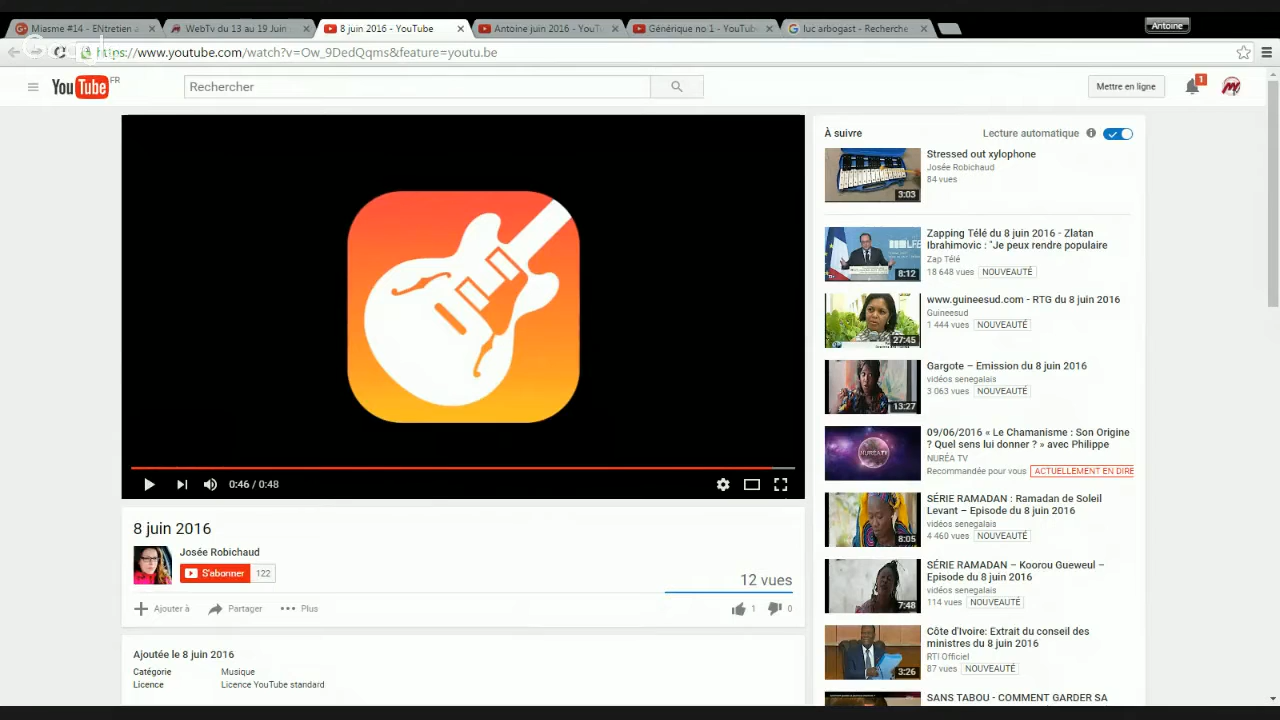 Miasme #14 - ENtretien a
WebTv du 13 au 19 Juin
8 juin 2016 - YouTube
Antoine juin 2016 - YouT
Générique no 1 - YouTub
luc arbogast - Recherche
Antoine
https://www.youtube.com/watch?v=Ow_9DedQqms&feature=youtu.be
YouTube FR
Rechercher
Mettre en ligne
1
À suivre
Lecture automatique
Stressed out xylophone
Josée Robichaud
84 vues
3:03
Zapping Télé du 8 juin 2016 - Zlatan
Ibrahimovic : "Je peux rendre populaire
Zap Télé
18 648 vues NOUVEAUTÉ
8:12
www.guineesud.com - RTG du 8 juin 2016
Guineesud
1 444 vues NOUVEAUTÉ
27:45
Gargote – Emission du 8 juin 2016
vidéos senegalais
3 063 vues NOUVEAUTÉ
13:27
09/06/2016 « Le Chamanisme : Son Origine
? Quel sens lui donner ? » avec Philippe
NURÉA TV
Recommandée pour vous ACTUELLEMENT EN DIRE
NURÉATV
SÉRIE RAMADAN : Ramadan de Soleil
Levant – Episode du 8 juin 2016
vidéos senegalais
4 460 vues NOUVEAUTÉ
8:05
SÉRIE RAMADAN – Koorou Gueweul –
Episode du 8 juin 2016
vidéos senegalais
114 vues NOUVEAUTÉ
7:48
Côte d'Ivoire: Extrait du conseil des
ministres du 8 juin 2016
RTI Officiel
87 vues NOUVEAUTÉ
3:26
SANS TABOU - COMMENT GARDER SA
0:46 / 0:48
8 juin 2016
Josée Robichaud
S'abonner 122
12 vues
Ajouter à Partager Plus
1 0
Ajoutée le 8 juin 2016
Catégorie Musique
Licence Licence YouTube standard